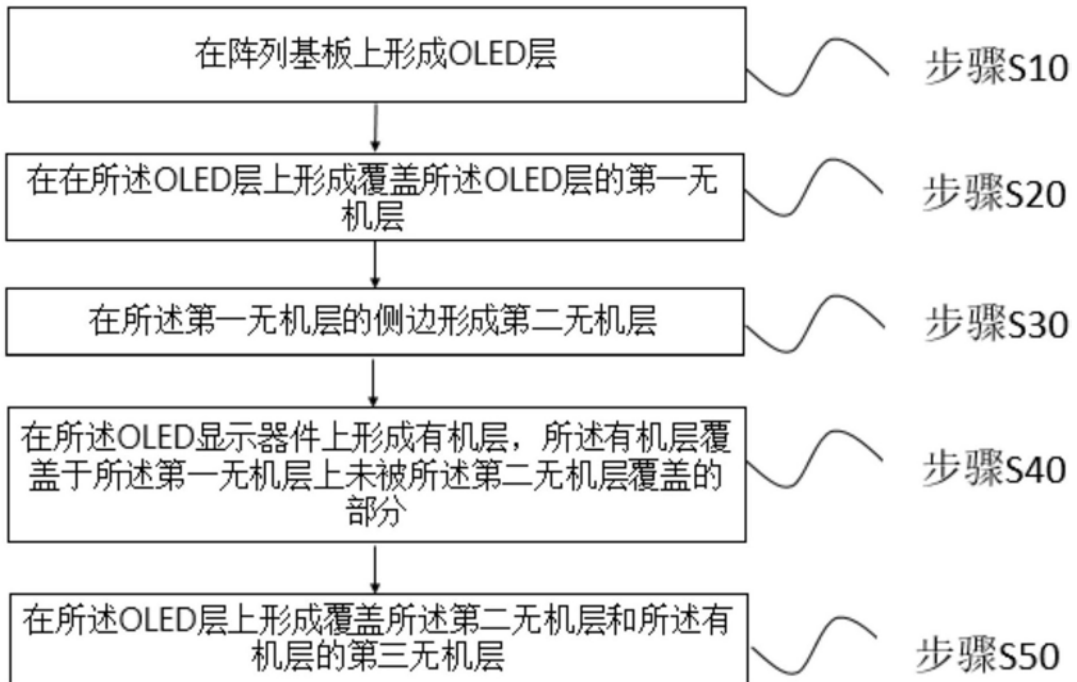 在阵列基板上形成OLED层
步骤S10
在在所述OLED层上形成覆盖所述OLED层的第一无
机层
步骤S20
在所述第一无机层的侧边形成第二无机层
步骤S30
在所述OLED显示器件上形成有机层，所述有机层覆
盖于所述第一无机层上未被所述第二无机层覆盖的
部分
步骤S40
在所述OLED层上形成覆盖所述第二无机层和所述有
机层的第三无机层
步骤S50